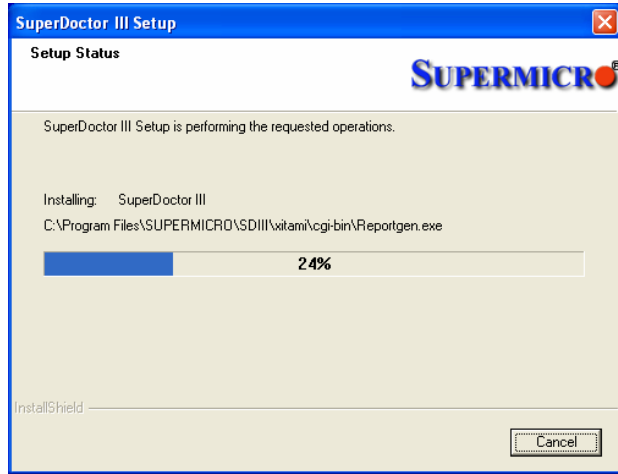 SuperDoctor III Setup
Setup Status
SUPERMICRO®
SuperDoctor III Setup is performing the requested operations.
Installing: SuperDoctor III
C:\Program Files\SUPERMICRO\SDIII\xitami\cgi-bin\Reportgen.exe
24%
InstallShield
Cancel